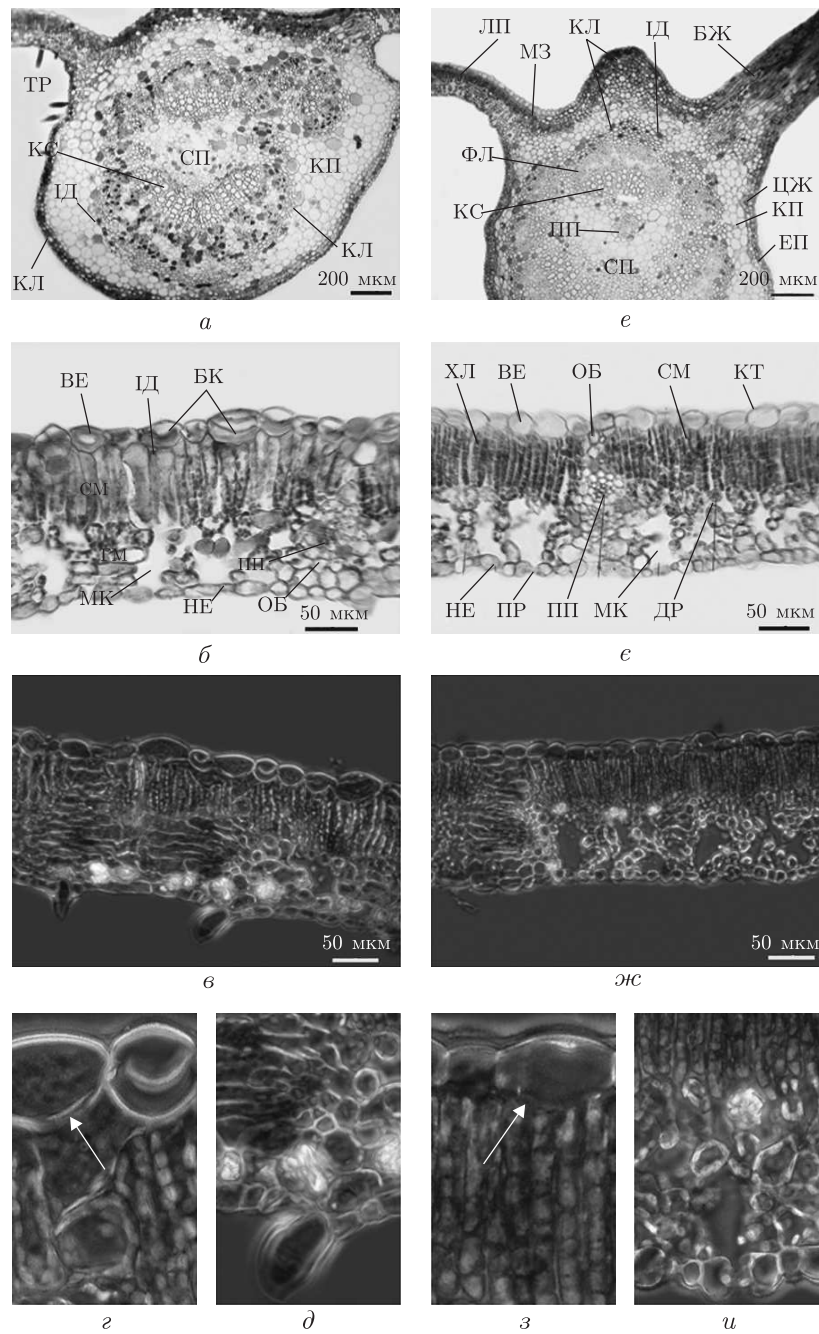 ТР
КС
СП
КП
ІД
КЛ
КЛ
200 мкм
а
ЛП
МЗ
КЛ
ІД
БЖ
ФЛ
КС
ПП
СП
ЦЖ
КП
ЕП
200 мкм
е
ВЕ
ІД
БК
СМ
ГМ
ПП
МК
НЕ
ОБ
50 мкм
б
ХЛ
ВЕ
ОБ
СМ
КТ
НЕ
ПР
ПП
МК
ДР
50 мкм
є
50 мкм
в
50 мкм
ж
г
д
з
и